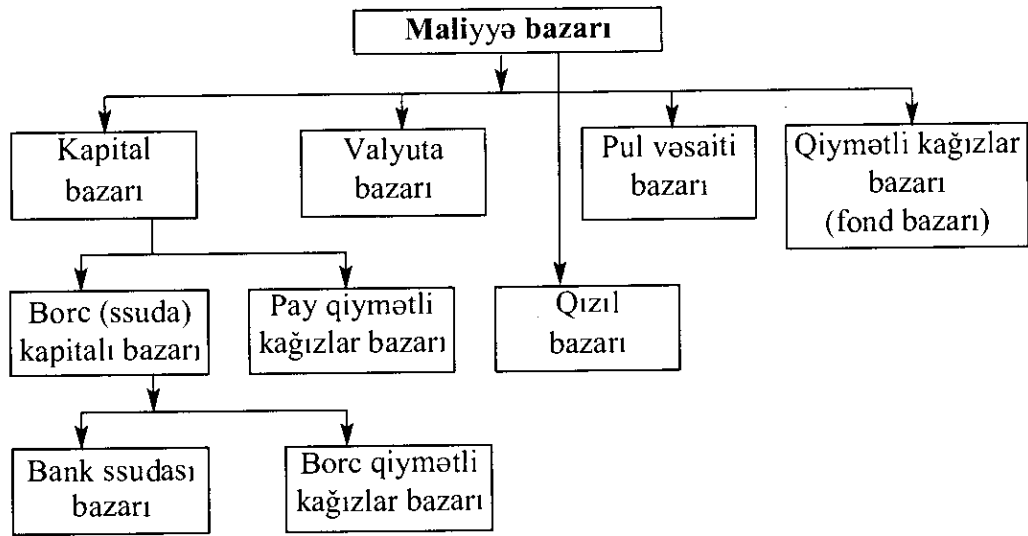 Maliyyə bazarı
Kapital
bazarı
Valyuta
bazarı
Pul vəsaiti
bazarı
Qiymətli kağızlar
bazarı
(fond bazarı)
Borc (ssuda)
kapitalı bazarı
Pay qiymətli
kağızlar bazarı
Qızıl
bazarı
Bank ssudası
bazarı
Borc qiymətli
kağızlar bazarı